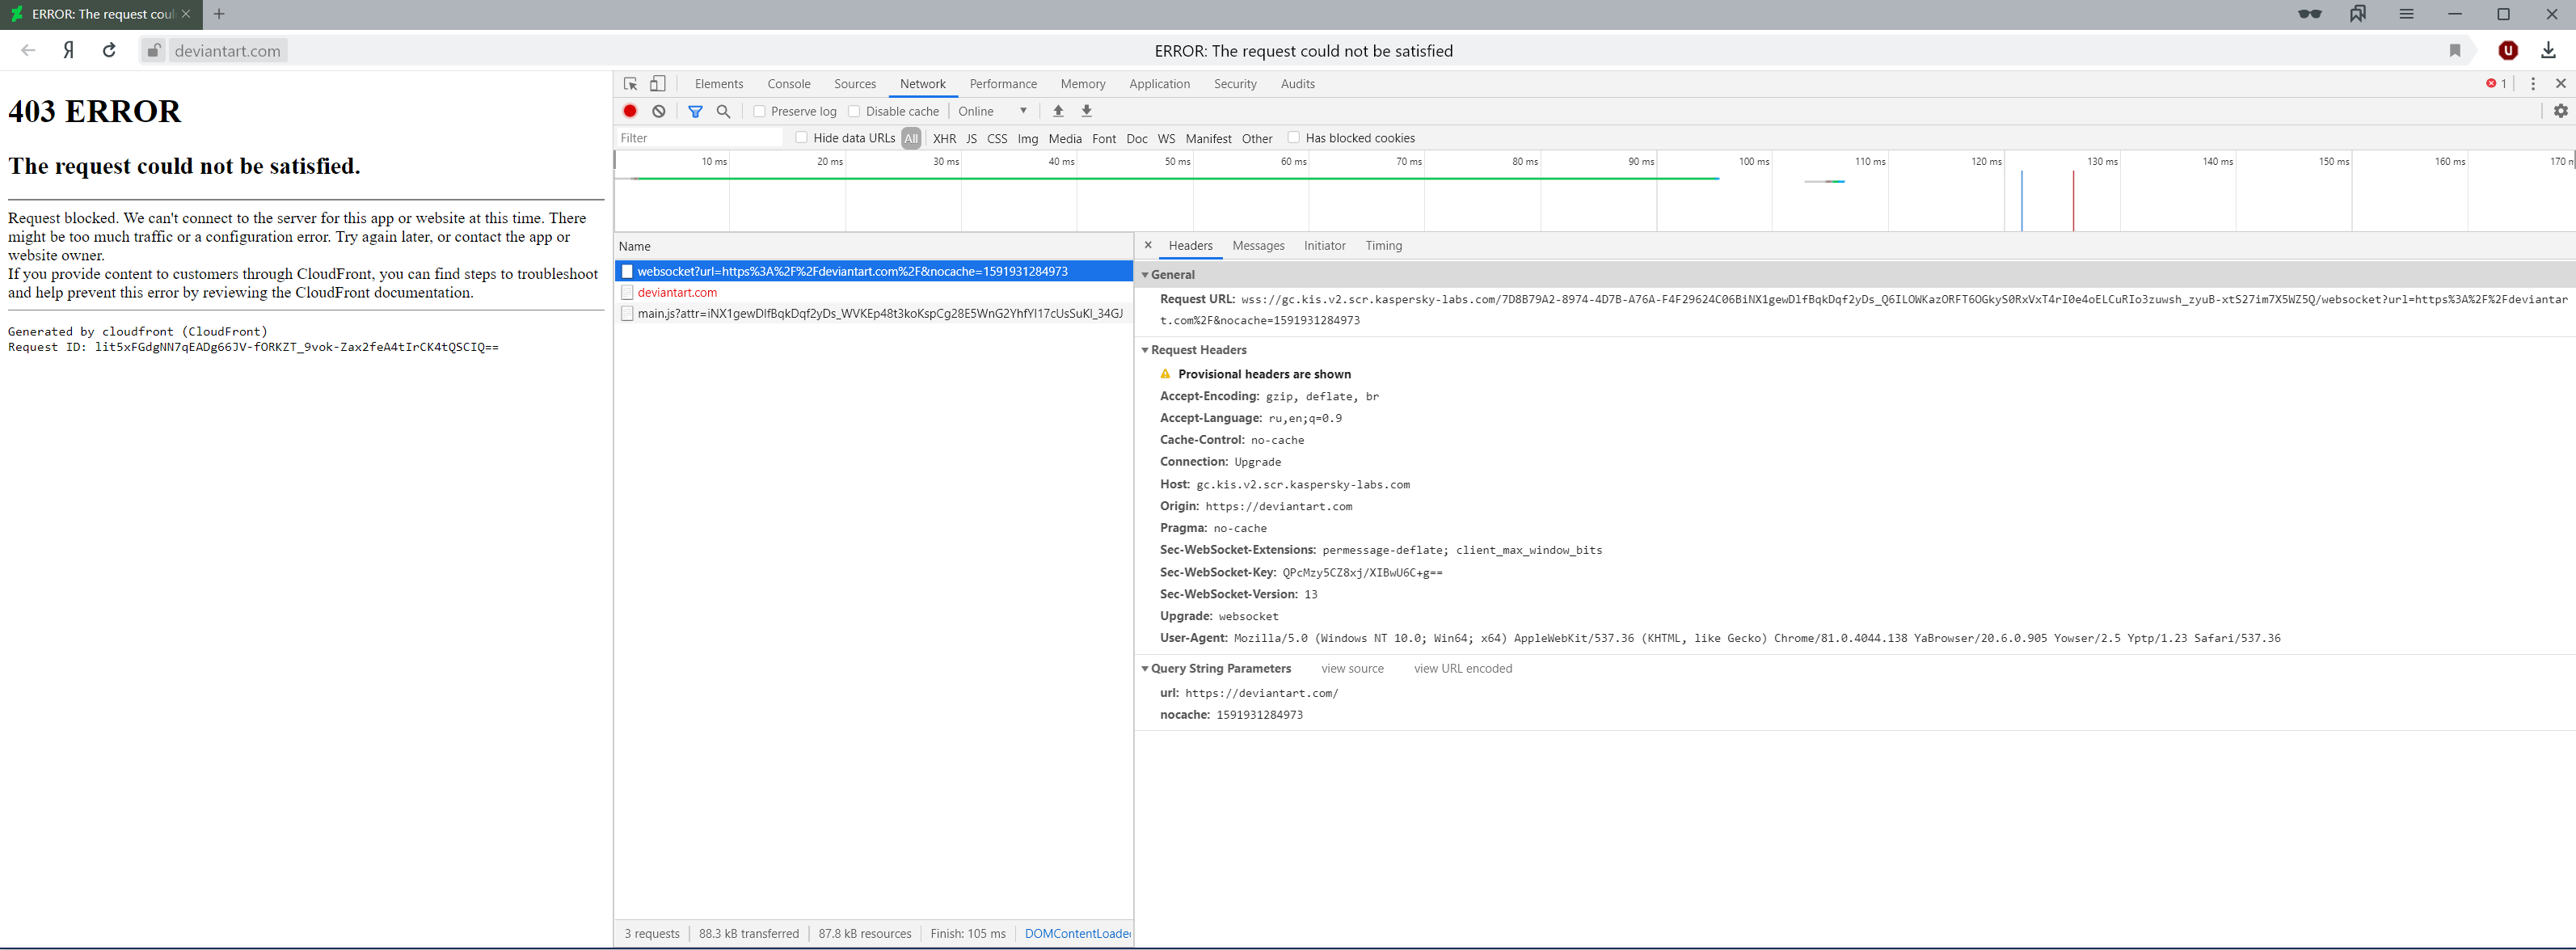 ERROR: The request coul
deviantart.com
ERROR: The request could not be satisfied
403 ERROR
The request could not be satisfied.
Request blocked. We can't connect to the server for this app or website at this time. There
might be too much traffic or a configuration error. Try again later, or contact the app or
website owner.
If you provide content to customers through CloudFront, you can find steps to troubleshoot
and help prevent this error by reviewing the CloudFront documentation.
Generated by cloudfront (CloudFront)
Request ID: lit5xFGdgNN7qEADg66JV-fORKZT_9vok-Zax2feA4tIrCK4tQSCIQ==
Elements Console Sources Network Performance Memory Application Security Audits 1
Preserve log Disable cache Online
Filter Hide data URLs All XHR JS CSS Img Media Font Doc WS Manifest Other Has blocked cookies
10 ms 20 ms 30 ms 40 ms 50 ms 60 ms 70 ms 80 ms 90 ms 100 ms 110 ms 120 ms 130 ms 140 ms 150 ms 160 ms 170 n
Name
websocket?url=https%3A%2F%2Fdeviantart.com%2F&nocache=1591931284973
deviantart.com
main.js?attr=iNX1gewDlfBqkDqf2yDs_WVKEp48t3koKspCg28E5WnG2YhfYl17cUsSuKl_34GJ
3 requests 88.3 kB transferred 87.8 kB resources Finish: 105 ms DOMContentLoaded
Headers Messages Initiator Timing
General
Request URL: wss://gc.kis.v2.scr.kaspersky-labs.com/7D8B79A2-8974-4D7B-A76A-F4F29624C06BiNX1gewDlfBqkDqf2yDs_Q6ILOWKazORFT6OGkyS0RxVxT4rI0e4oELCuRIo3zuwsh_zyuB-xtS27im7X5WZ5Q/websocket?url=https%3A%2F%2Fdeviantar
t.com%2F&nocache=1591931284973
Request Headers
Provisional headers are shown
Accept-Encoding: gzip, deflate, br
Accept-Language: ru,en;q=0.9
Cache-Control: no-cache
Connection: Upgrade
Host: gc.kis.v2.scr.kaspersky-labs.com
Origin: https://deviantart.com
Pragma: no-cache
Sec-WebSocket-Extensions: permessage-deflate; client_max_window_bits
Sec-WebSocket-Key: QPcMzy5CZ8xj/XIBwU6C+g==
Sec-WebSocket-Version: 13
Upgrade: websocket
User-Agent: Mozilla/5.0 (Windows NT 10.0; Win64; x64) AppleWebKit/537.36 (KHTML, like Gecko) Chrome/81.0.4044.138 YaBrowser/20.6.0.905 Yowser/2.5 Yptp/1.23 Safari/537.36
Query String Parameters view source view URL encoded
url: https://deviantart.com/
nocache: 1591931284973